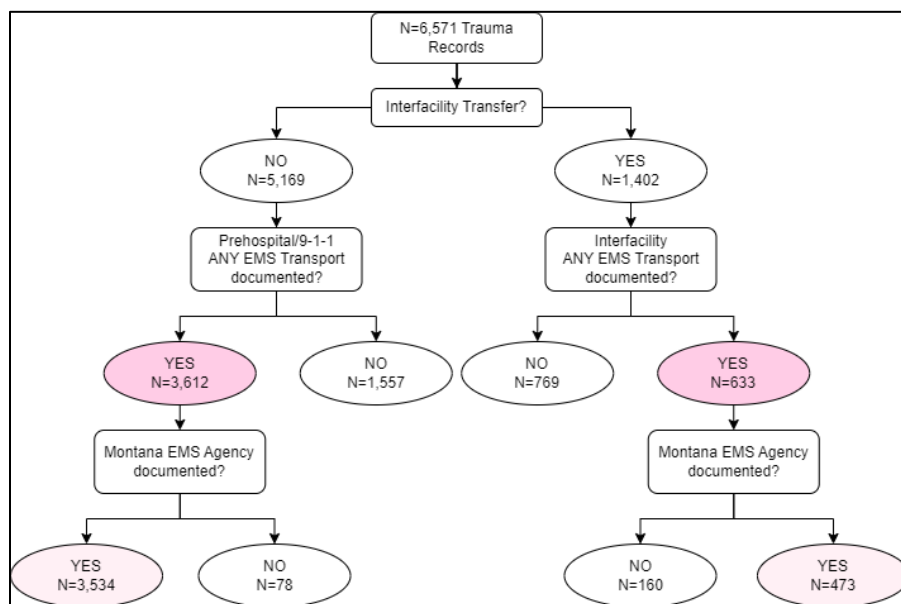 N=6,571 Trauma
Records
Interfacility Transfer?
NO
N=5,169
YES
N=1,402
Prehospital/9-1-1
ANY EMS Transport
documented?
Interfacility
ANY EMS Transport
documented?
YES
N=3,612
NO
N=1,557
NO
N=769
YES
N=633
Montana EMS Agency
documented?
Montana EMS Agency
documented?
YES
N=3,534
NO
N=78
NO
N=160
YES
N=473